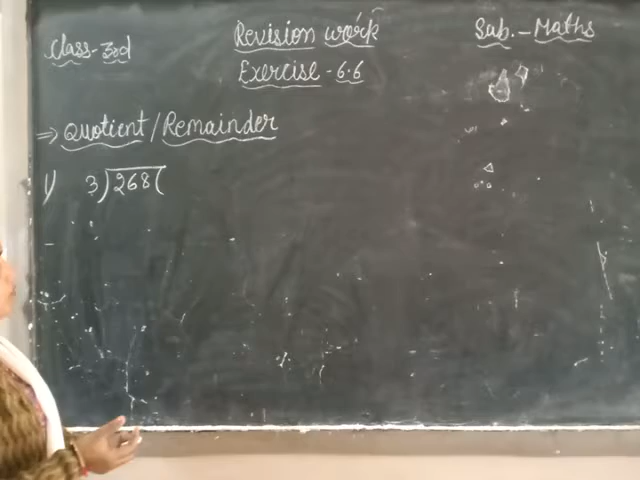 Class-3rd
Revision work
Sub.-Maths
Exercise-6.6
⇒ Quotient/Remainder
1) 3)268(